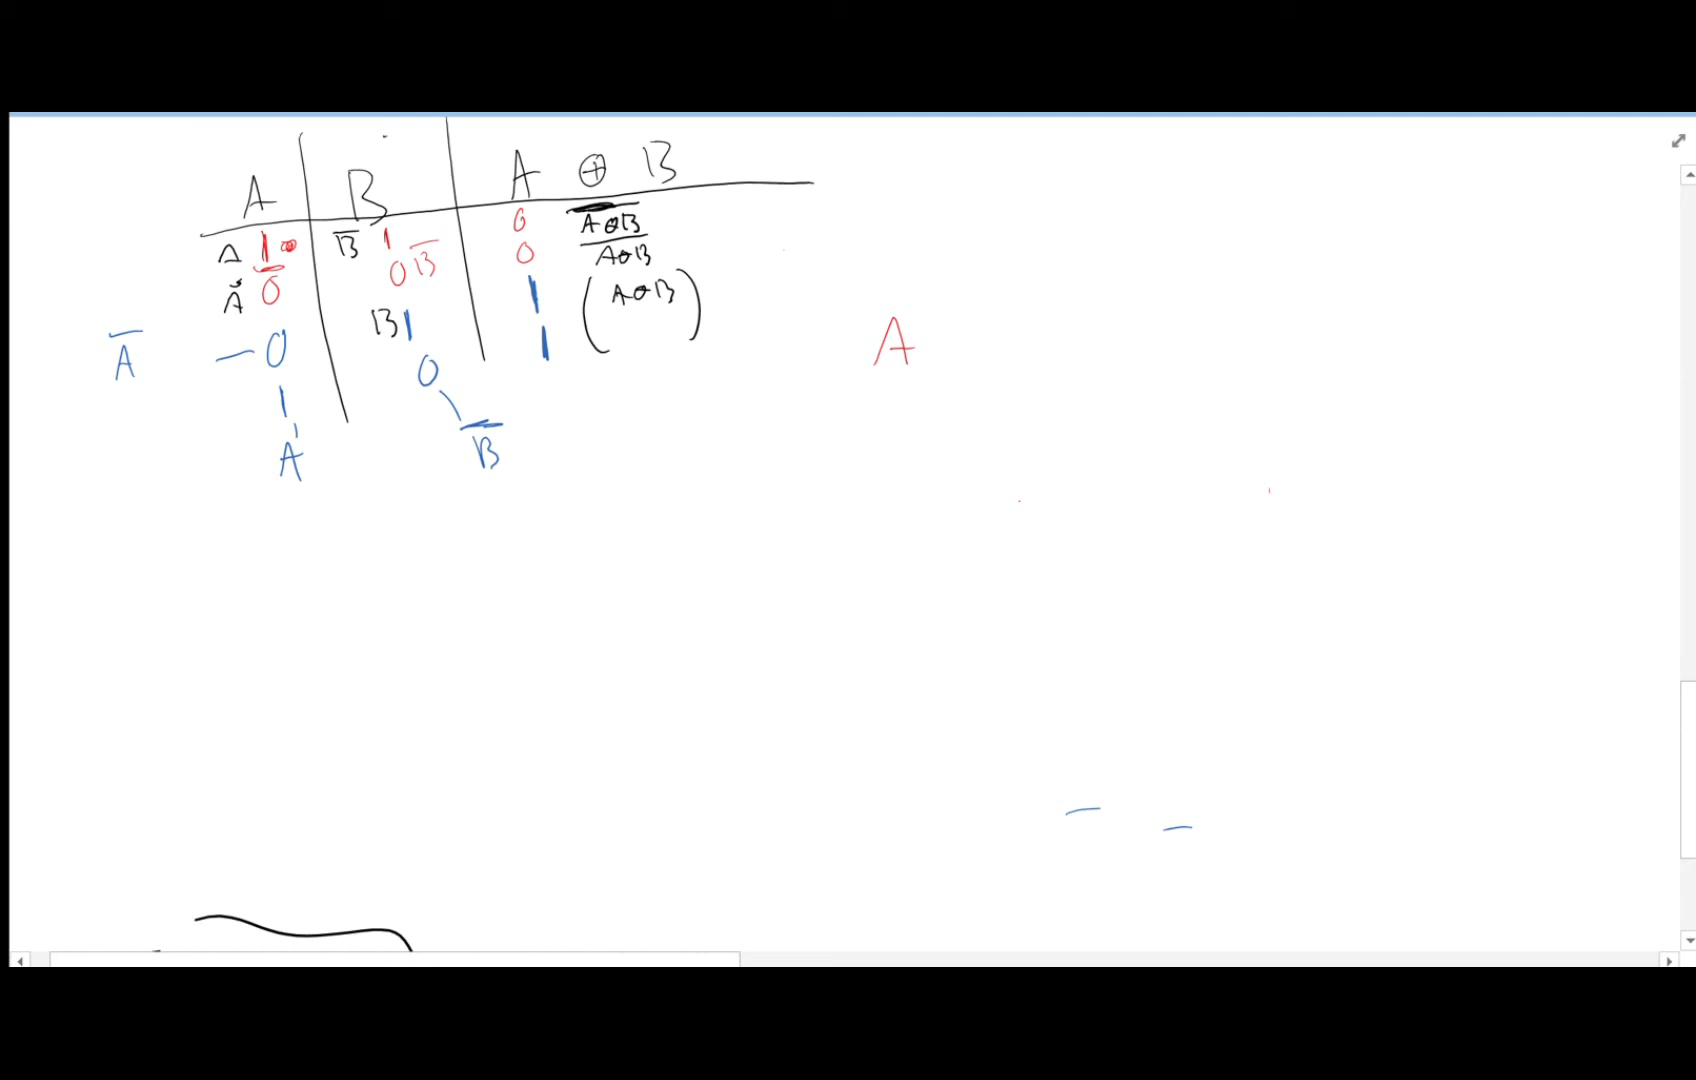 A B A ⊕ B
A 1 B̅ 1 0 A⊕B
0 B̅ 0 A⊕B
A 0
B 1 1 (A⊕B)
A̅ — 0 0 1
A
1
A B̅